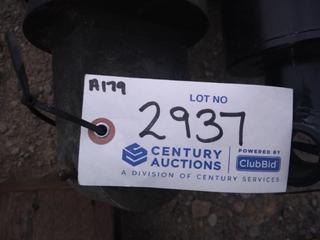 A179
LOT NO
2937
CENTURY
AUCTIONS
POWERED BY
ClubBid
A DIVISION OF CENTURY SERVICES